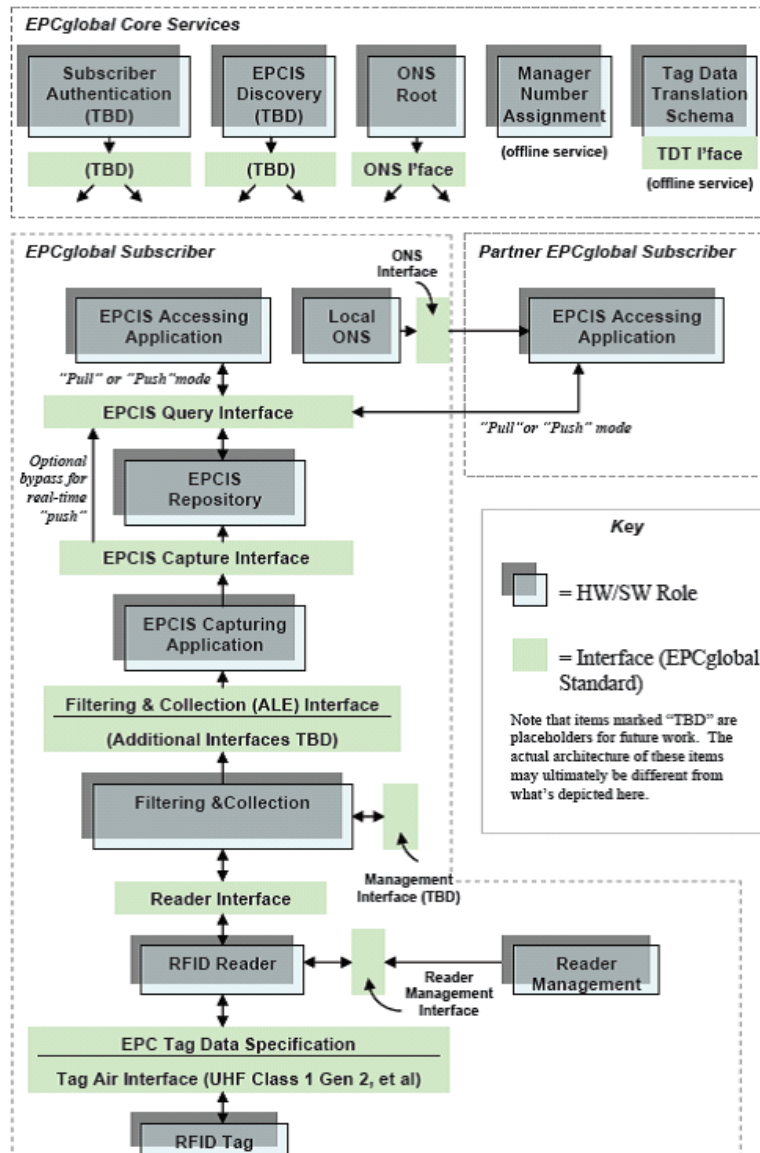 EPCglobal Core Services
Subscriber
Authentication
(TBD)
EPCIS
Discovery
(TBD)
ONS
Root
Manager
Number
Assignment
Tag Data
Translation
Schema
(TBD)
(TBD)
ONS I'face
(offline service)
TDT I'face
(offline service)
EPCglobal Subscriber
ONS
Interface
Partner EPCglobal Subscriber
EPCIS Accessing
Application
Local
ONS
EPCIS Accessing
Application
"Pull" or "Push"mode
EPCIS Query Interface
"Pull"or "Push" mode
Optional
bypass for
real-time
"push"
EPCIS
Repository
EPCIS Capture Interface
EPCIS Capturing
Application
Filtering & Collection (ALE) Interface
(Additional Interfaces TBD)
Filtering &Collection
Management
Interface (TBD)
Reader Interface
RFID Reader
Reader
Management
Interface
Reader
Management
EPC Tag Data Specification
Tag Air Interface (UHF Class 1 Gen 2, et al)
RFID Tag
Key
= HW/SW Role
= Interface (EPCglobal
Standard)
Note that items marked "TBD" are
placeholders for future work. The
actual architecture of these items
may ultimately be different from
what's depicted here.